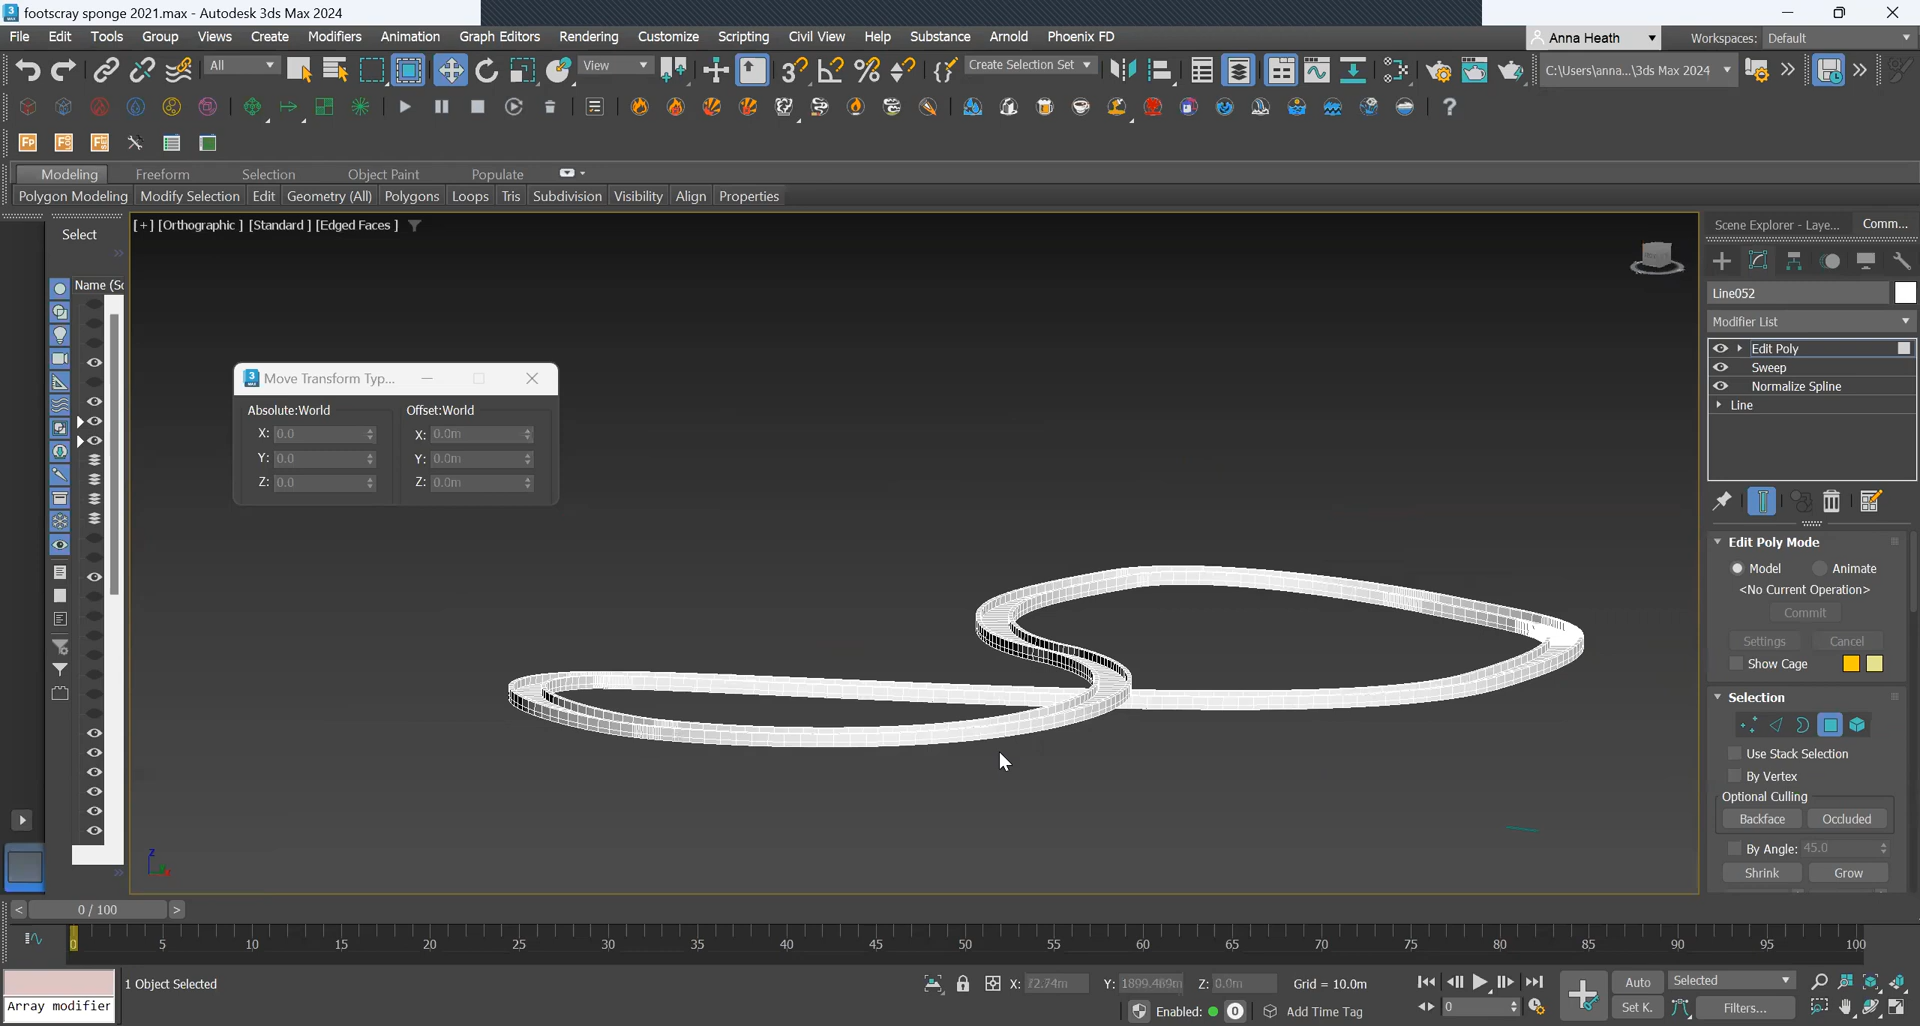 footscray sponge 2021.max - Autodesk 3ds Max 2024
File Edit Tools Group Views Create Modifiers Animation Graph Editors Rendering Customize Scripting Civil View Help Substance Arnold Phoenix FD
Anna Heath Workspaces: Default
All View Create Selection Set C:\Users\anna...\3ds Max 2024
Modeling Freeform Selection Object Paint Populate
Polygon Modeling Modify Selection Edit Geometry (All) Polygons Loops Tris Subdivision Visibility Align Properties
Select
Name (Sc
[+] [Orthographic ] [Standard ] [Edged Faces ]
Move Transform Typ...
Absolute:World Offset:World
X: 0.0 X: 0.0m
Y: 0.0 Y: 0.0m
Z: 0.0 Z: 0.0m
Scene Explorer - Laye... Comm...
Line052
Modifier List
Edit Poly
Sweep
Normalize Spline
Line
Edit Poly Mode
Model Animate
<No Current Operation>
Commit
Settings Cancel
Show Cage
Selection
Use Stack Selection
By Vertex
Optional Culling
Backface Occluded
By Angle: 45.0
Shrink Grow
z
< 0 / 100 >
0 5 10 15 20 25 30 35 40 45 50 55 60 65 70 75 80 85 90 95 100
Array modifier
1 Object Selected
X: 72.74m Y: 1899.469m Z: 0.0m Grid = 10.0m
Enabled: 0 Add Time Tag
0
Auto Selected
Set K. Filters...